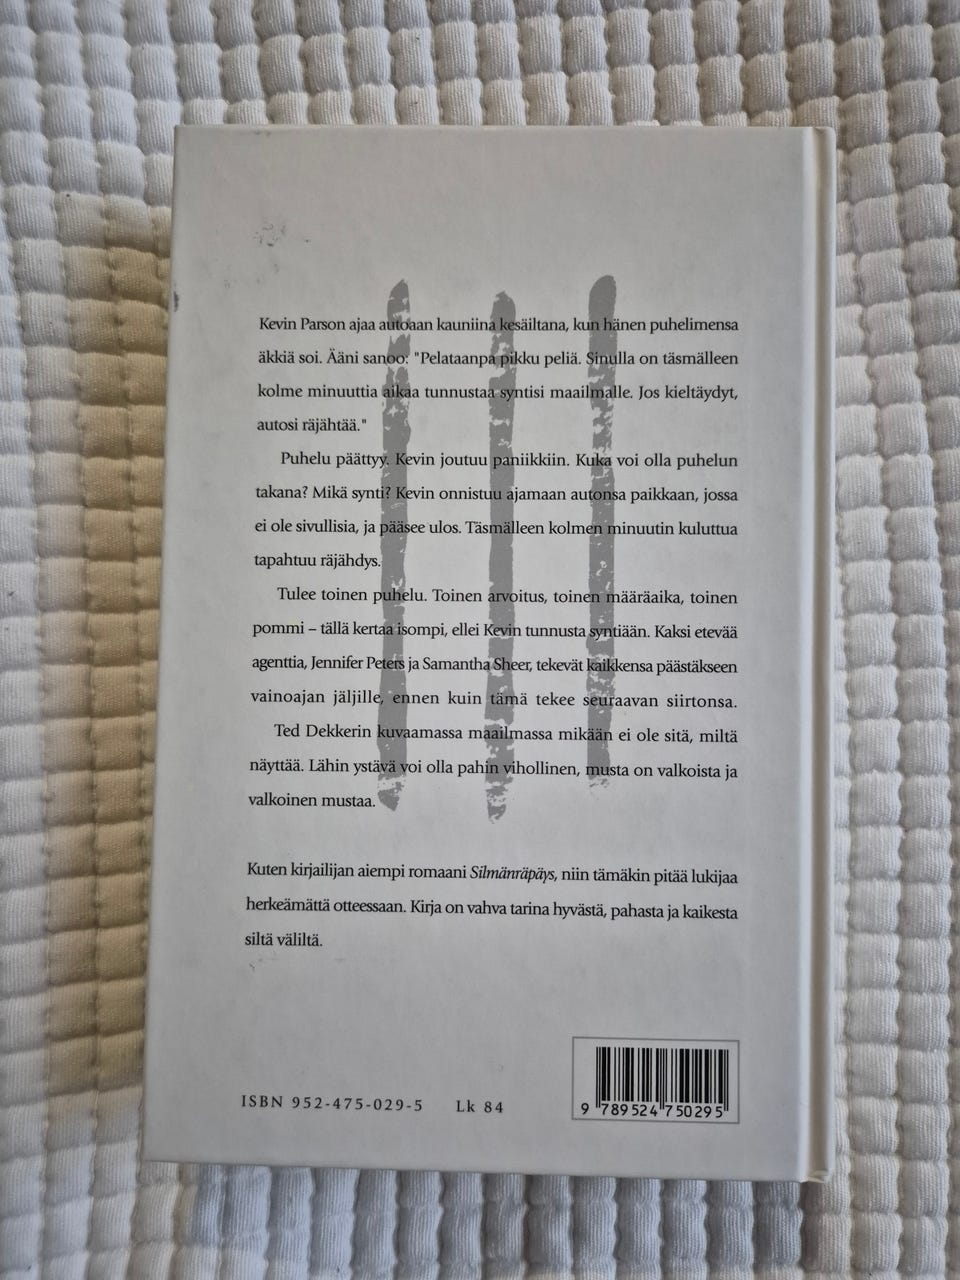 Kevin Parson ajaa autoaan kauniina kesäiltana, kun hänen puhelimensa
äkkiä soi. Ääni sanoo: "Pelataanpa pikku peliä. Sinulla on täsmälleen
kolme minuuttia aikaa tunnustaa syntisi maailmalle. Jos kieltäydyt,
autosi räjähtää."
Puhelu päättyy. Kevin joutuu paniikkiin. Kuka voi olla puhelun
takana? Mikä synti? Kevin onnistuu ajamaan autonsa paikkaan, jossa
ei ole sivullisia, ja pääsee ulos. Täsmälleen kolmen minuutin kuluttua
tapahtuu räjähdys.
Tulee toinen puhelu. Toinen arvoitus, toinen määräaika, toinen
pommi – tällä kertaa isompi, ellei Kevin tunnusta syntiään. Kaksi etevää
agenttia, Jennifer Peters ja Samantha Sheer, tekevät kaikkensa päästäkseen
vainoajan jäljille, ennen kuin tämä tekee seuraavan siirtonsa.
Ted Dekkerin kuvaamassa maailmassa mikään ei ole sitä, miltä
näyttää. Lähin ystävä voi olla pahin vihollinen, musta on valkoista ja
valkoinen mustaa.
Kuten kirjailijan aiempi romaani Silmänräpäys, niin tämäkin pitää lukijaa
herkeämättä otteessaan. Kirja on vahva tarina hyvästä, pahasta ja kaikesta
siltä väliltä.
ISBN 952-475-029-5 Lk 84
9 789524 750295